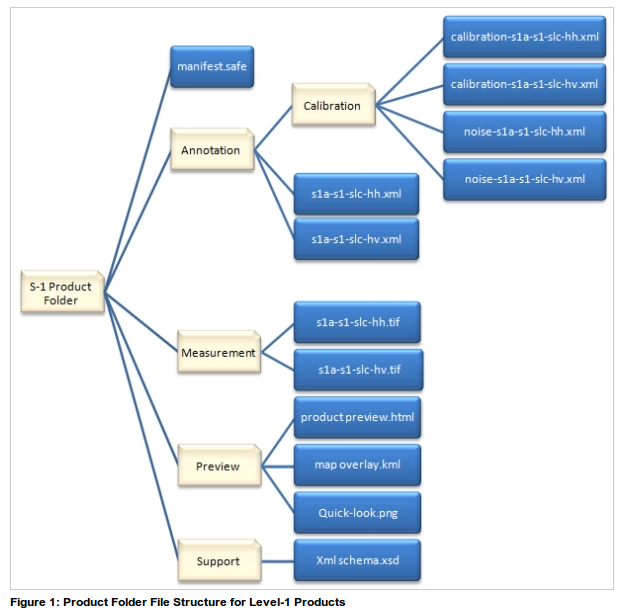 calibration-s1a-s1-slc-hh.xml
manifest.safe
calibration-s1a-s1-slc-hv.xml
Calibration
noise-s1a-s1-slc-hh.xml
Annotation
noise-s1a-s1-slc-hv.xml
s1a-s1-slc-hh.xml
s1a-s1-slc-hv.xml
S-1 Product
Folder
s1a-s1-slc-hh.tif
Measurement
s1a-s1-slc-hv.tif
product preview.html
Preview
map overlay.kml
Quick-look.png
Support
Xml schema.xsd
Figure 1: Product Folder File Structure for Level-1 Products